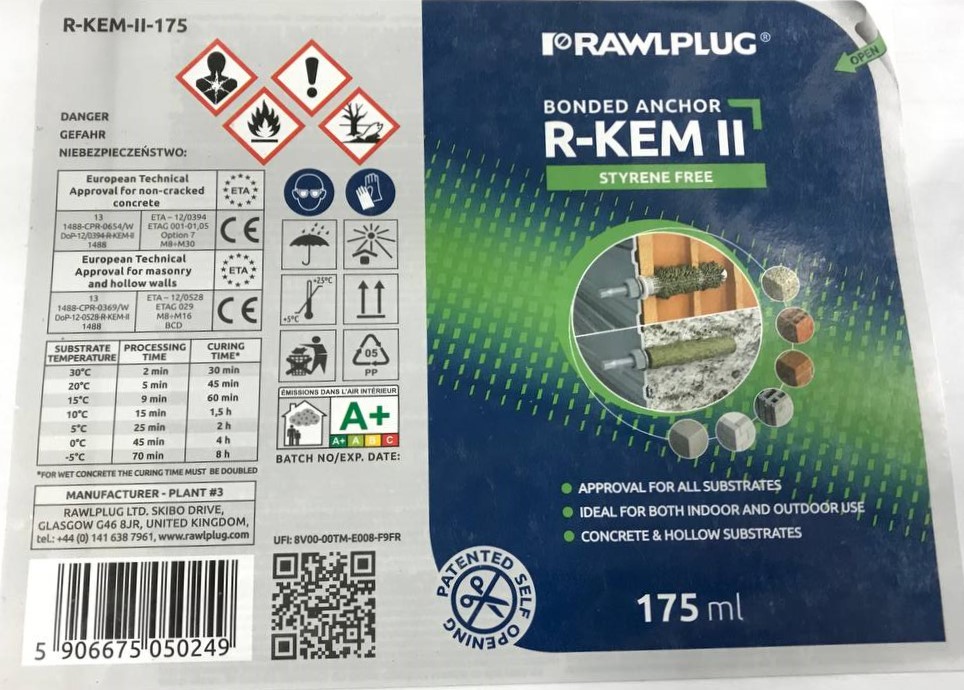 R-KEM-II-175
DANGER
GEFAHR
NIEBEZPIECZEŃSTWO:
European Technical
Approval for non-cracked
concrete
ETA
13
1488-CPR-0654/W
DoP-12/0394-R-KEM-II
1488
ETA – 12/0394
ETAG 001-01,05
Option 7
M8÷M30
CE
European Technical
Approval for masonry
and hollow walls
ETA
13
1488-CPR-0369/W
DoP-12-0528-R-KEM-II
1488
ETA – 12/0528
ETAG 029
M8÷M16
BCD
CE
SUBSTRATE TEMPERATURE PROCESSING TIME CURING TIME*
30°C 2 min 30 min
20°C 5 min 45 min
15°C 9 min 60 min
10°C 15 min 1,5 h
5°C 25 min 2 h
0°C 45 min 4 h
-5°C 70 min 8 h
*FOR WET CONCRETE THE CURING TIME MUST BE DOUBLED
MANUFACTURER - PLANT #3
RAWLPLUG LTD. SKIBO DRIVE,
GLASGOW G46 8JR, UNITED KINGDOM,
tel.: +44 (0) 141 638 7961, www.rawlplug.com
5 906675 050249
+25°C
+5°C
05
PP
ÉMISSIONS DANS L'AIR INTÉRIEUR
A+
A+ A B C
BATCH NO/EXP. DATE:
UFI: 8V00-00TM-E008-F9FR
RAWLPLUG®
OPEN
BONDED ANCHOR
R-KEM II
STYRENE FREE
APPROVAL FOR ALL SUBSTRATES
IDEAL FOR BOTH INDOOR AND OUTDOOR USE
CONCRETE & HOLLOW SUBSTRATES
PATENTED SELF OPENING
175 ml